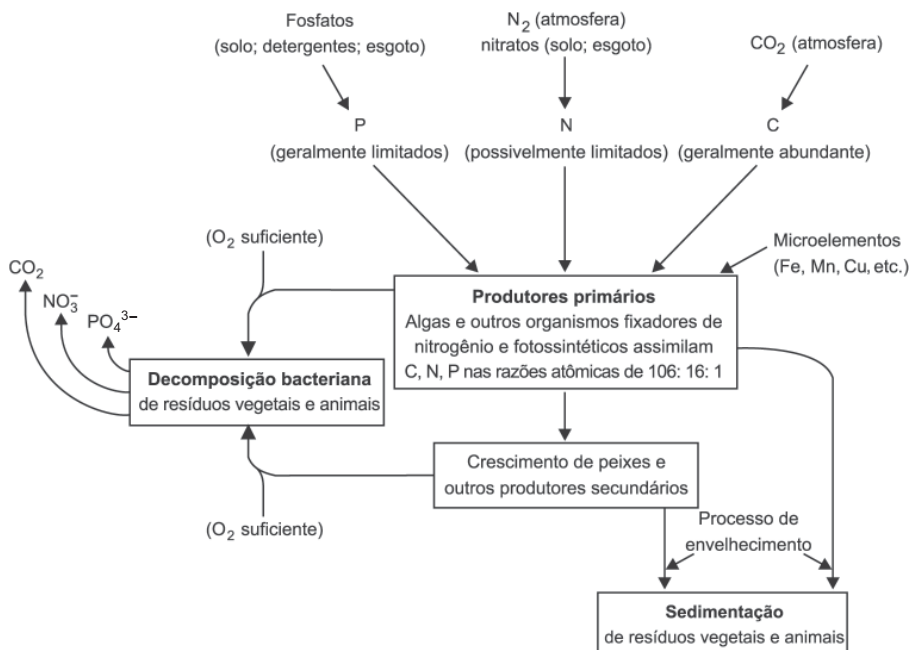 Fosfatos
(solo; detergentes; esgoto)
N₂ (atmosfera)
nitratos (solo; esgoto)
CO₂ (atmosfera)
P
(geralmente limitados)
N
(possivelmente limitados)
C
(geralmente abundante)
(O₂ suficiente)
Microelementos
(Fe, Mn, Cu, etc.)
CO₂
NO₃⁻
PO₄³⁻
Produtores primários
Algas e outros organismos fixadores de
nitrogênio e fotossintéticos assimilam
C, N, P nas razões atômicas de 106: 16: 1
Decomposição bacteriana
de resíduos vegetais e animais
Crescimento de peixes e
outros produtores secundários
(O₂ suficiente)
Processo de
envelhecimento
Sedimentação
de resíduos vegetais e animais